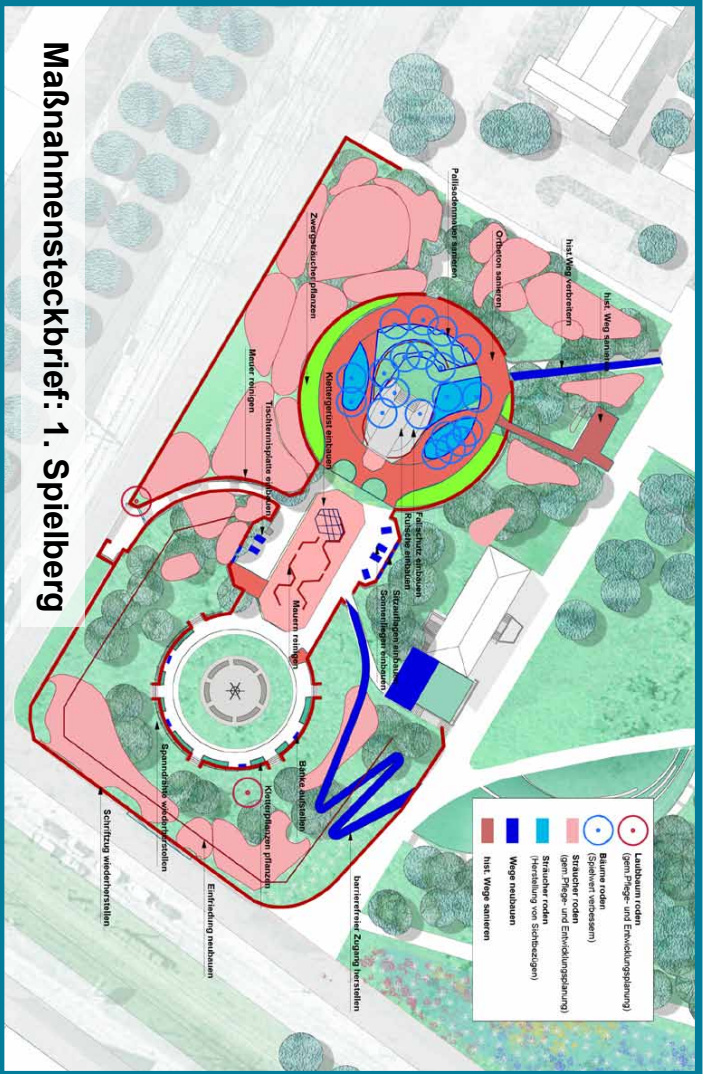 Maßnahmensteckbrief: 1. Spielberg
Pallisadenmauer sanieren
Ortbeton sanieren
hist.Weg verbreitern
hist. Weg sanieren
Zwergsträucher pflanzen
Mauer reinigen
Tischtennisplatte einbauen
Klettergerüst einbauen
Fallschutz einbauen
Rutsche einbauen
Sitzauflagen einbauen
Sonnenliegen einbauen
Mauern reinigen
Bänke aufstellen
Kletterpflanzen pflanzen
Spanndrähte wiederherstellen
Einfriedung neubauen
Schriftzug wiederherstellen
barrierefreier Zugang herstellen
Laubbaum roden
(gem.Pflege- und Entwicklungsplanung)
Bäume roden
(Spielwert verbessern)
Sträucher roden
(gem.Pflege- und Entwicklungsplanung)
Sträucher roden
(Herstellung von Sichtbezügen)
Wege neubauen
hist. Wege sanieren